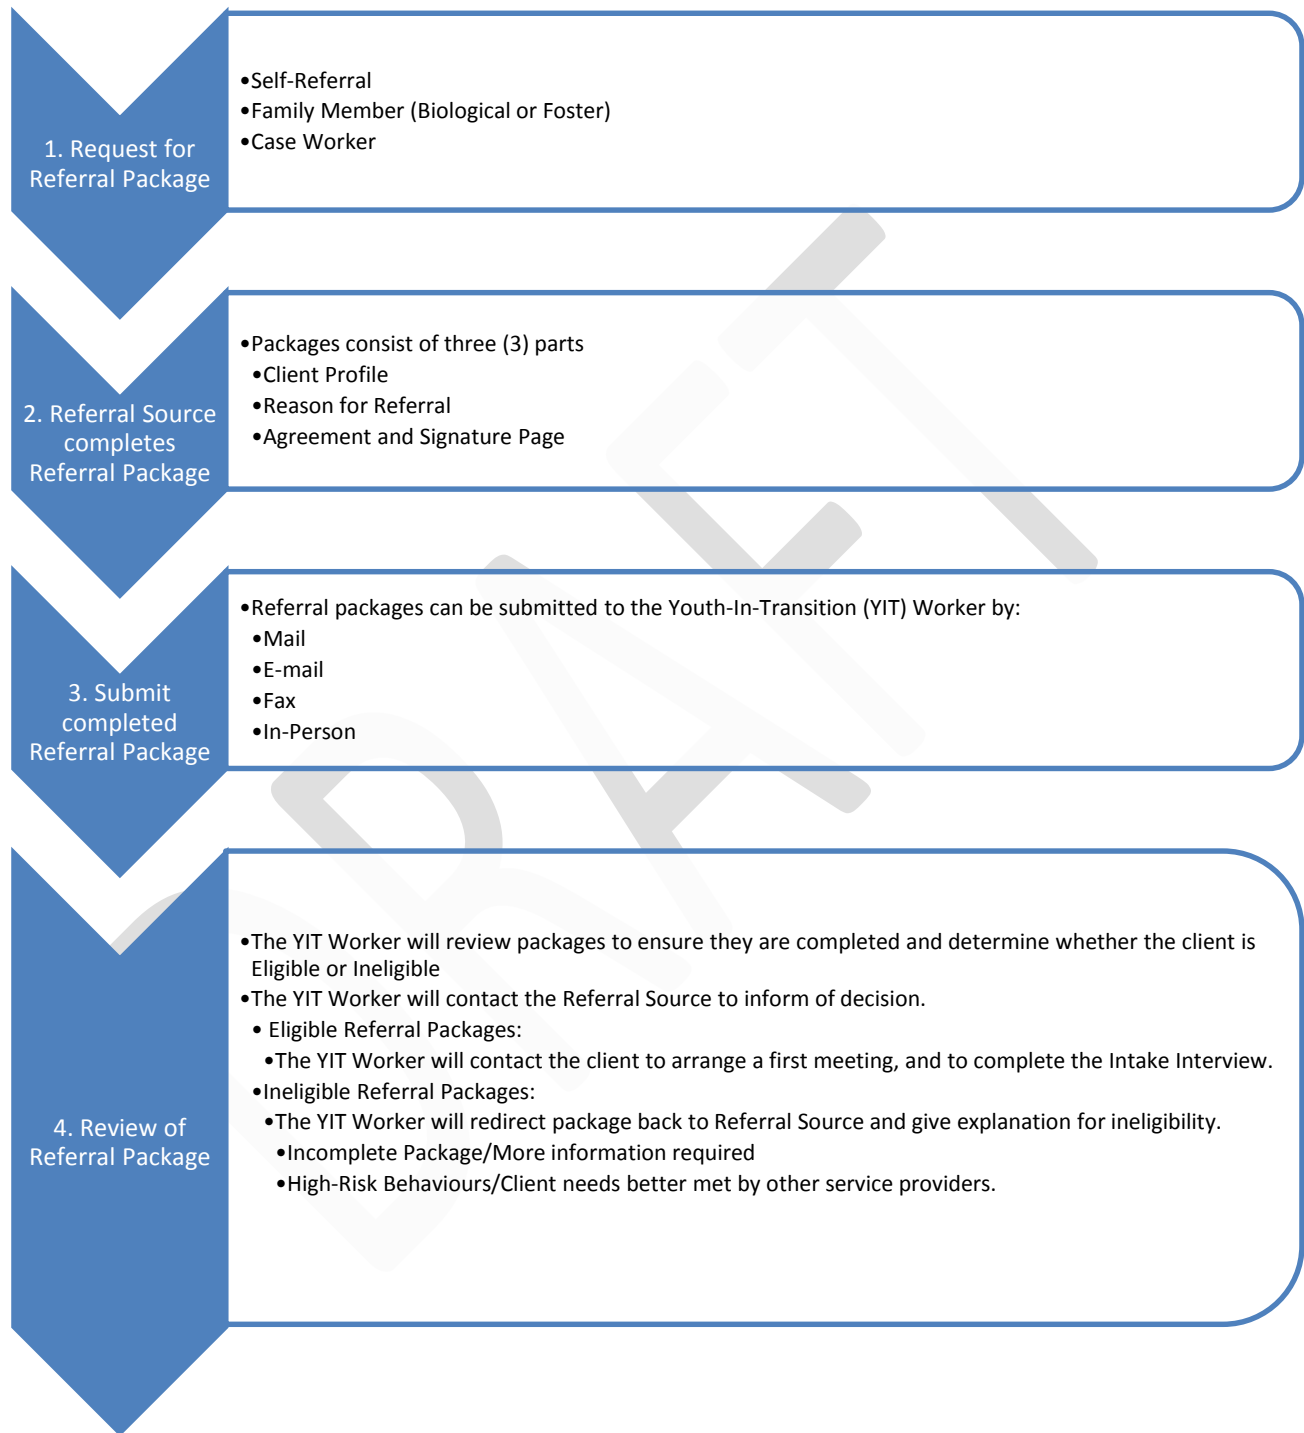 1. Request for
Referral Package
•Self-Referral
•Family Member (Biological or Foster)
•Case Worker
2. Referral Source
completes
Referral Package
•Packages consist of three (3) parts
•Client Profile
•Reason for Referral
•Agreement and Signature Page
3. Submit
completed
Referral Package
•Referral packages can be submitted to the Youth-In-Transition (YIT) Worker by:
•Mail
•E-mail
•Fax
•In-Person
4. Review of
Referral Package
•The YIT Worker will review packages to ensure they are completed and determine whether the client is
Eligible or Ineligible
•The YIT Worker will contact the Referral Source to inform of decision.
• Eligible Referral Packages:
•The YIT Worker will contact the client to arrange a first meeting, and to complete the Intake Interview.
•Ineligible Referral Packages:
•The YIT Worker will redirect package back to Referral Source and give explanation for ineligibility.
•Incomplete Package/More information required
•High-Risk Behaviours/Client needs better met by other service providers.
DRAFT